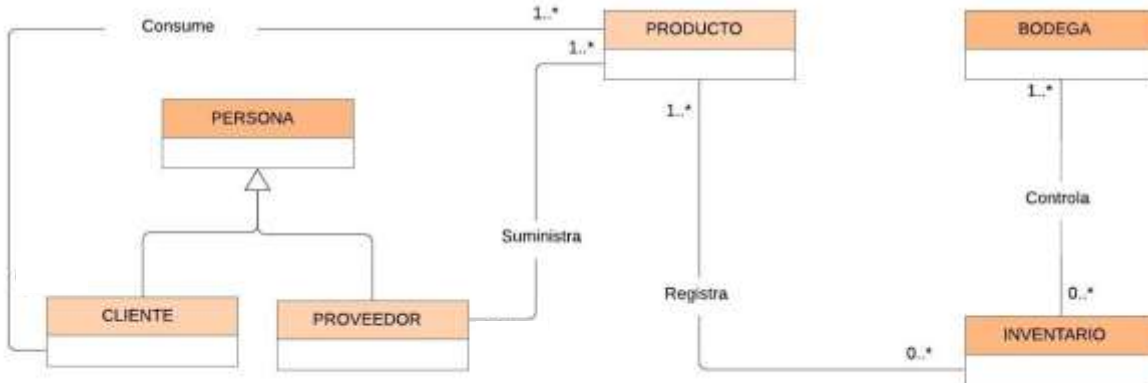 1..*
Consume
PRODUCTO
BODEGA
1..*
1..*
1..*
PERSONA
Controla
Suministra
Registra
0..*
CLIENTE
PROVEEDOR
INVENTARIO
0..*